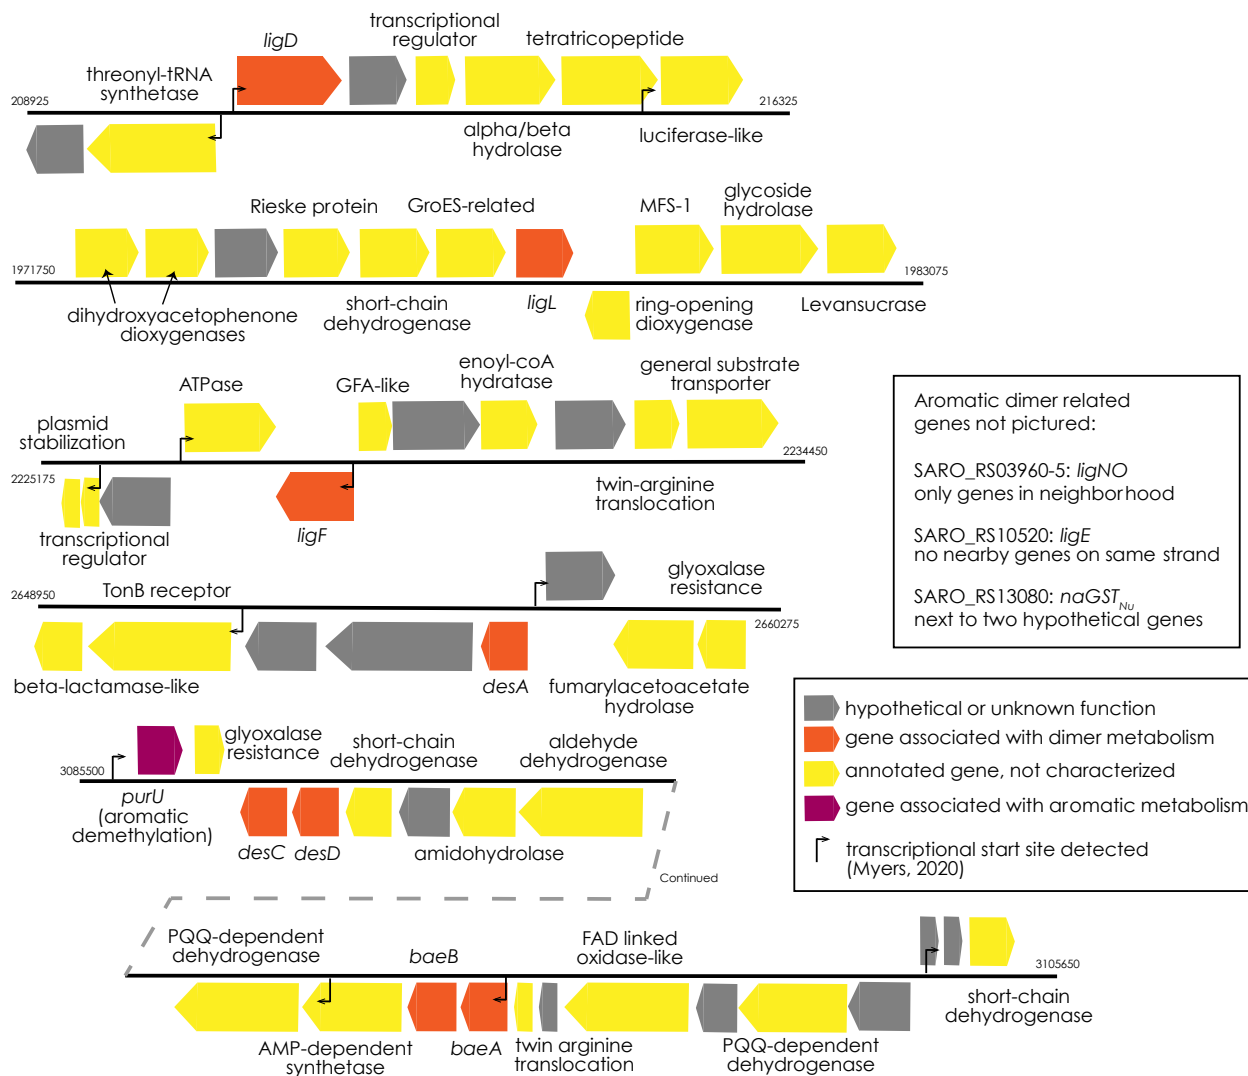 transcriptional
regulator
ligD
tetratricopeptide
threonyl-tRNA
synthetase
208925
216325
alpha/beta
hydrolase
luciferase-like
Rieske protein
GroES-related
MFS-1
glycoside
hydrolase
1971750
1983075
dihydroxyacetophenone
dioxygenases
short-chain
dehydrogenase
ligL
ring-opening
dioxygenase
Levansucrase
ATPase
GFA-like
enoyl-coA
hydratase
general substrate
transporter
plasmid
stabilization
2225175
2234450
transcriptional
regulator
ligF
twin-arginine
translocation
Aromatic dimer related
genes not pictured:
SARO_RS03960-5: ligNO
only genes in neighborhood
SARO_RS10520: ligE
no nearby genes on same strand
SARO_RS13080: naGSTNu
next to two hypothetical genes
2648950
TonB receptor
glyoxalase
resistance
2660275
beta-lactamase-like
desA
fumarylacetoacetate
hydrolase
hypothetical or unknown function
gene associated with dimer metabolism
annotated gene, not characterized
gene associated with aromatic metabolism
transcriptional start site detected
(Myers, 2020)
glyoxalase
resistance
short-chain
dehydrogenase
aldehyde
dehydrogenase
3085500
purU
(aromatic
demethylation)
desC
desD
amidohydrolase
Continued
PQQ-dependent
dehydrogenase
baeB
FAD linked
oxidase-like
3105650
AMP-dependent
synthetase
baeA
twin arginine
translocation
PQQ-dependent
dehydrogenase
short-chain
dehydrogenase